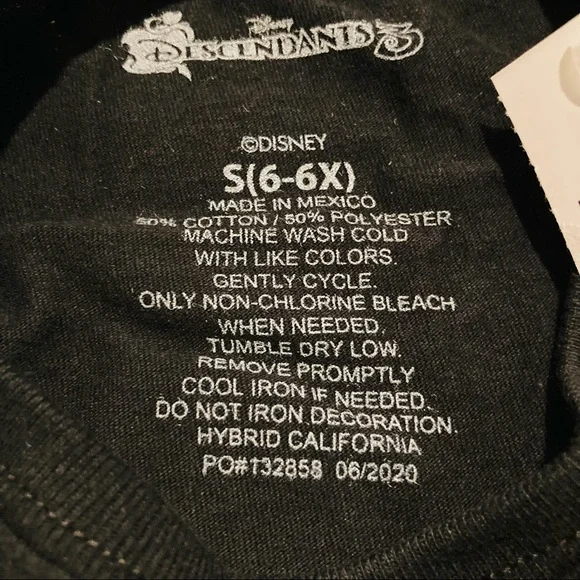 Disney
DESCENDANTS 3
©DISNEY
S(6-6X)
MADE IN MEXICO
50% COTTON / 50% POLYESTER
MACHINE WASH COLD
WITH LIKE COLORS.
GENTLY CYCLE.
ONLY NON-CHLORINE BLEACH
WHEN NEEDED.
TUMBLE DRY LOW.
REMOVE PROMPTLY
COOL IRON IF NEEDED.
DO NOT IRON DECORATION.
HYBRID CALIFORNIA
PO#132858 06/2020